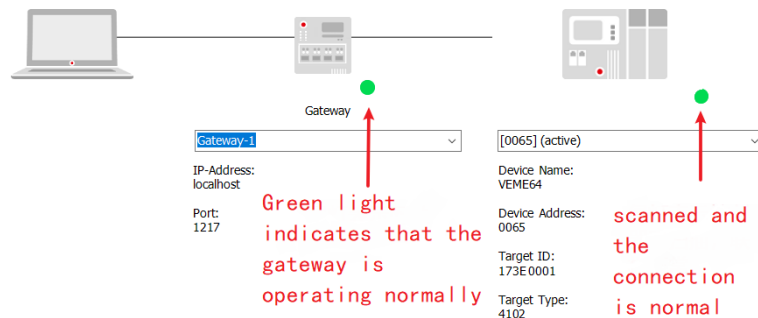 Gateway
Gateway-1
[0065] (active)
IP-Address:
localhost
Port:
1217
Green light
indicates that the
gateway is
operating normally
Device Name:
VEME64
Device Address:
0065
Target ID:
173E0001
Target Type:
4102
scanned and
the
connection
is normal